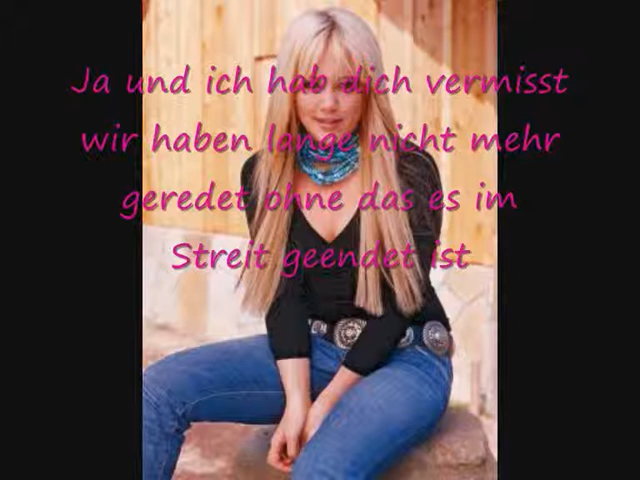 Ja und ich hab dich vermisst
wir haben lange nicht mehr
geredet ohne das es im
Streit geendet ist